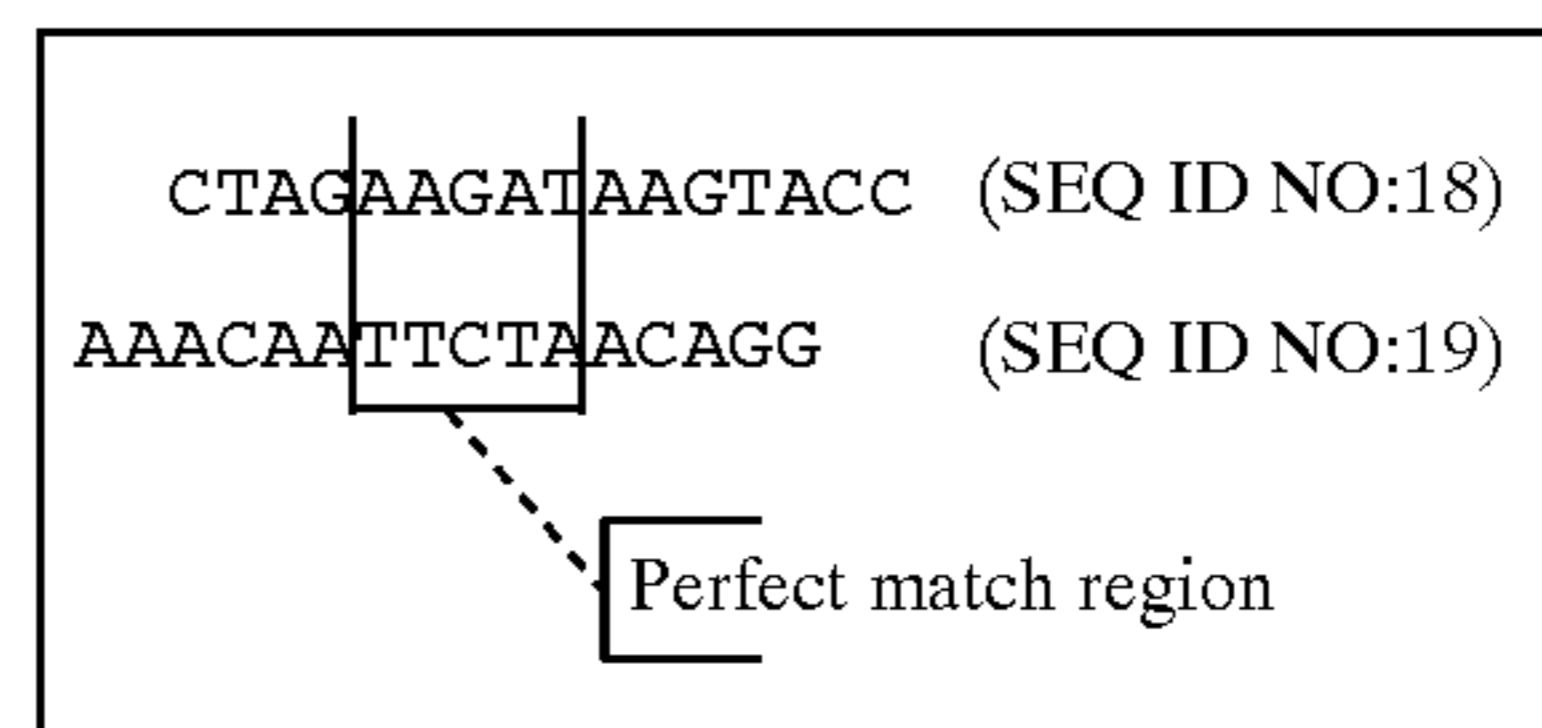 CTAGAAGATAAGTACC (SEQ ID NO:18)
AAACAATTCTAACAGG (SEQ ID NO:19)
Perfect match region